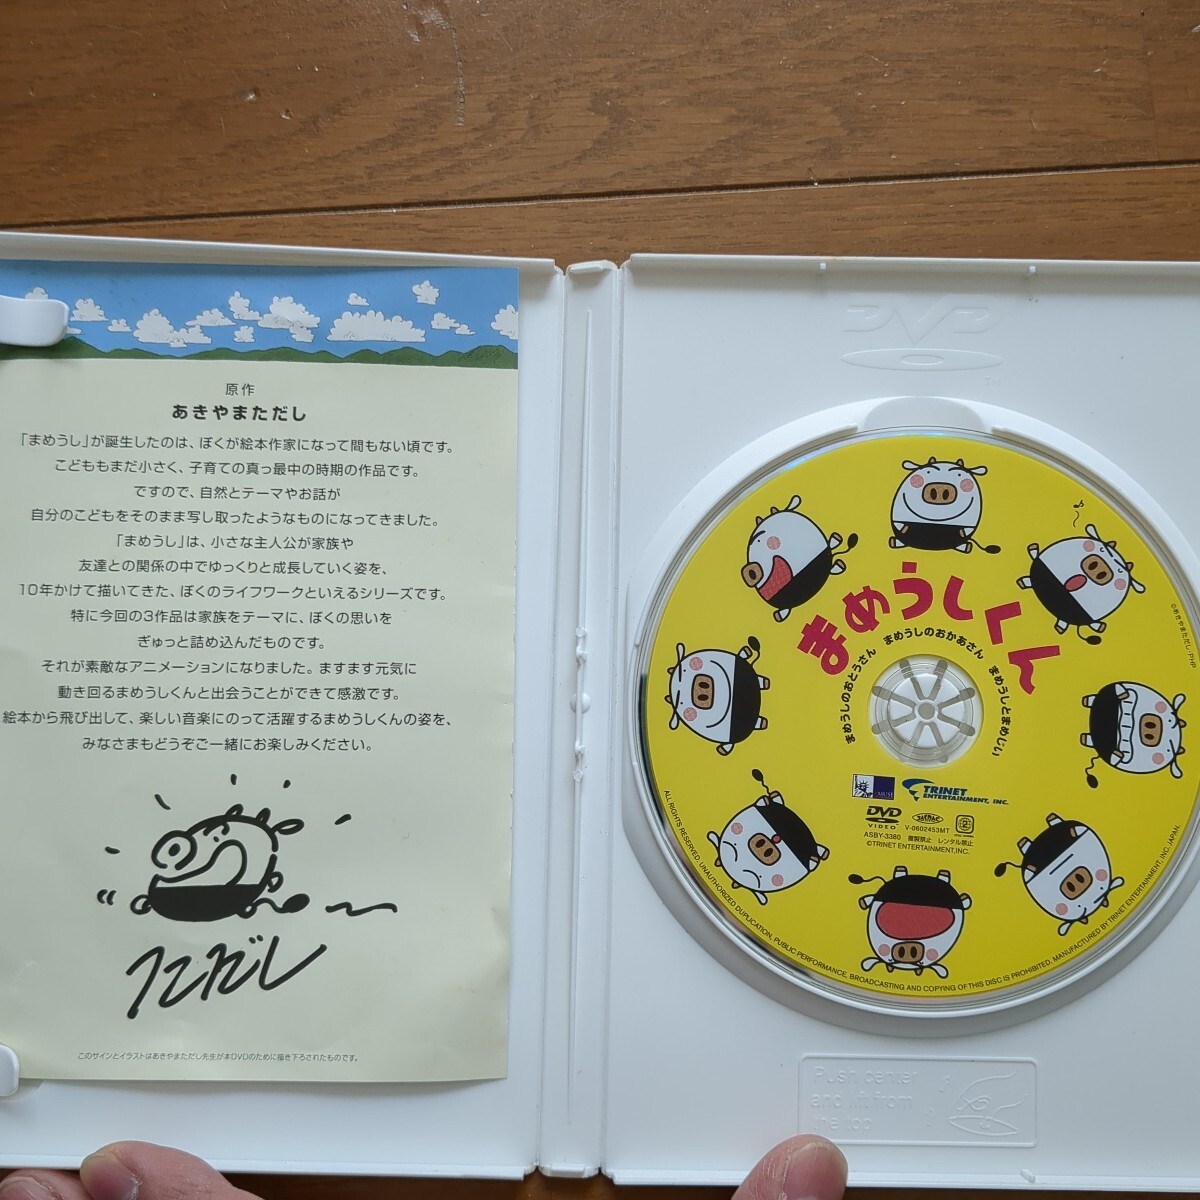 原作
あきやまただし
「まめうし」が誕生したのは、ぼくが絵本作家になって間もない頃です。
こどももまだ小さく、子育ての真っ最中の時期の作品です。
ですので、自然とテーマやお話が
自分のこどもをそのまま写し取ったようなものになってきました。
「まめうし」は、小さな主人公が家族や
友達との関係の中でゆっくりと成長していく姿を、
10年かけて描いてきた、ぼくのライフワークといえるシリーズです。
特に今回の3作品は家族をテーマに、ぼくの思いを
ぎゅっと詰め込んだものです。
それが素敵なアニメーションになりました。ますます元気に
動き回るまめうしくんと出会うことができて感激です。
絵本から飛び出して、楽しい音楽にのって活躍するまめうしくんの姿を、
みなさまもどうぞご一緒にお楽しみください。
ただし
このサインとイラストはあきやまただし先生が本DVDのために描き下ろされたものです。
DVD
TM
まめうしくん
まめうしのおとうさん まめうしのおかあさん まめうしとまめじい
©あきやまただし/PHP
MUSE
TRINET
ENTERTAINMENT, INC.
DVD
VIDEO
V-0602453MT
ASBY-3380 複製禁止 レンタル禁止
©TRINET ENTERTAINMENT,INC.
ALL RIGHTS RESERVED. UNAUTHORIZED DUPLICATION, PUBLIC PERFORMANCE, BROADCASTING AND COPYING OF THIS DISC IS PROHIBITED. MANUFACTURED BY TRINET ENTERTAINMENT, INC. JAPAN.
Push center
and lift from
the top